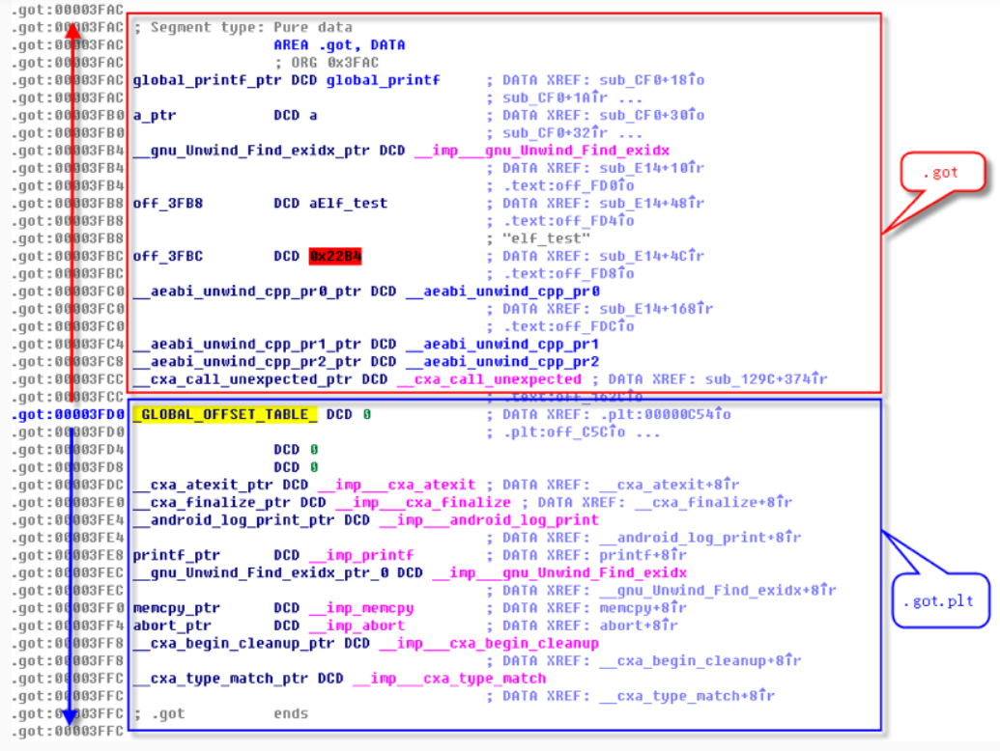 .got:00003FAC
.got:00003FAC ; Segment type: Pure data
.got:00003FAC AREA .got, DATA
.got:00003FAC ; ORG 0x3FAC
.got:00003FAC global_printf_ptr DCD global_printf ; DATA XREF: sub_CF0+18↑o
.got:00003FAC ; sub_CF0+1A↑r ...
.got:00003FB0 a_ptr DCD a ; DATA XREF: sub_CF0+30↑o
.got:00003FB0 ; sub_CF0+32↑r ...
.got:00003FB4 __gnu_Unwind_Find_exidx_ptr DCD __imp___gnu_Unwind_Find_exidx
.got:00003FB4 ; DATA XREF: sub_E14+10↑r
.got:00003FB4 ; .text:off_FD0↑o
.got:00003FB8 off_3FB8 DCD aElf_test ; DATA XREF: sub_E14+48↑r
.got:00003FB8 ; .text:off_FD4↑o
.got:00003FB8 ; "elf_test"
.got:00003FBC off_3FBC DCD 0x22B4 ; DATA XREF: sub_E14+4C↑r
.got:00003FBC ; .text:off_FD8↑o
.got:00003FC0 __aeabi_unwind_cpp_pr0_ptr DCD __aeabi_unwind_cpp_pr0
.got:00003FC0 ; DATA XREF: sub_E14+168↑r
.got:00003FC0 ; .text:off_FDC↑o
.got:00003FC4 __aeabi_unwind_cpp_pr1_ptr DCD __aeabi_unwind_cpp_pr1
.got:00003FC8 __aeabi_unwind_cpp_pr2_ptr DCD __aeabi_unwind_cpp_pr2
.got:00003FCC __cxa_call_unexpected_ptr DCD __cxa_call_unexpected ; DATA XREF: sub_129C+374↑r
.got:00003FCC ; .text:off_162C↑o
.got:00003FD0 _GLOBAL_OFFSET_TABLE_ DCD 0 ; DATA XREF: .plt:00000C54↑o
.got:00003FD0 ; .plt:off_C5C↑o ...
.got:00003FD4 DCD 0
.got:00003FD8 DCD 0
.got:00003FDC __cxa_atexit_ptr DCD __imp___cxa_atexit ; DATA XREF: __cxa_atexit+8↑r
.got:00003FE0 __cxa_finalize_ptr DCD __imp___cxa_finalize ; DATA XREF: __cxa_finalize+8↑r
.got:00003FE4 __android_log_print_ptr DCD __imp___android_log_print
.got:00003FE4 ; DATA XREF: __android_log_print+8↑r
.got:00003FE8 printf_ptr DCD __imp_printf ; DATA XREF: printf+8↑r
.got:00003FEC __gnu_Unwind_Find_exidx_ptr_0 DCD __imp___gnu_Unwind_Find_exidx
.got:00003FEC ; DATA XREF: __gnu_Unwind_Find_exidx+8↑r
.got:00003FF0 memcpy_ptr DCD __imp_memcpy ; DATA XREF: memcpy+8↑r
.got:00003FF4 abort_ptr DCD __imp_abort ; DATA XREF: abort+8↑r
.got:00003FF8 __cxa_begin_cleanup_ptr DCD __imp___cxa_begin_cleanup
.got:00003FF8 ; DATA XREF: __cxa_begin_cleanup+8↑r
.got:00003FFC __cxa_type_match_ptr DCD __imp___cxa_type_match
.got:00003FFC ; DATA XREF: __cxa_type_match+8↑r
.got:00003FFC ; .got ends
.got:00003FFC
.got
.got.plt